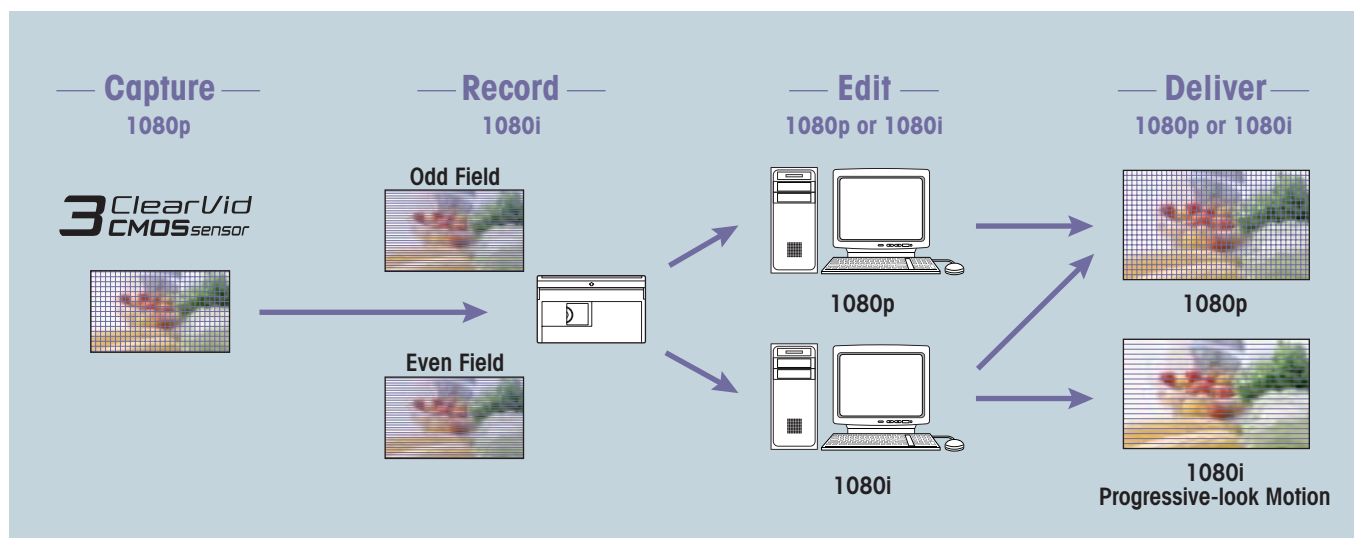 Capture
1080p
Record
1080i
Edit
1080p or 1080i
Deliver
1080p or 1080i
3 ClearVid
CMOS sensor
Odd Field
Even Field
1080p
1080i
1080p
1080i
Progressive-look Motion